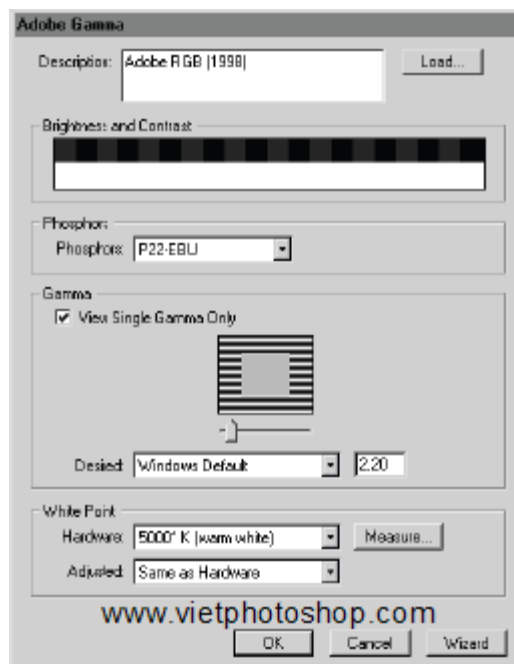 Adobe Gamma
Description: Adobe RGB (1998) Load...
Brightness and Contrast
Phosphors
Phosphors: P22-EBU
Gamma
View Single Gamma Only
Desired: Windows Default 2.20
White Point
Hardware: 5000° K (warm white) Measure...
Adjusted: Same as Hardware
www.vietphotoshop.com
OK Cancel Wizard